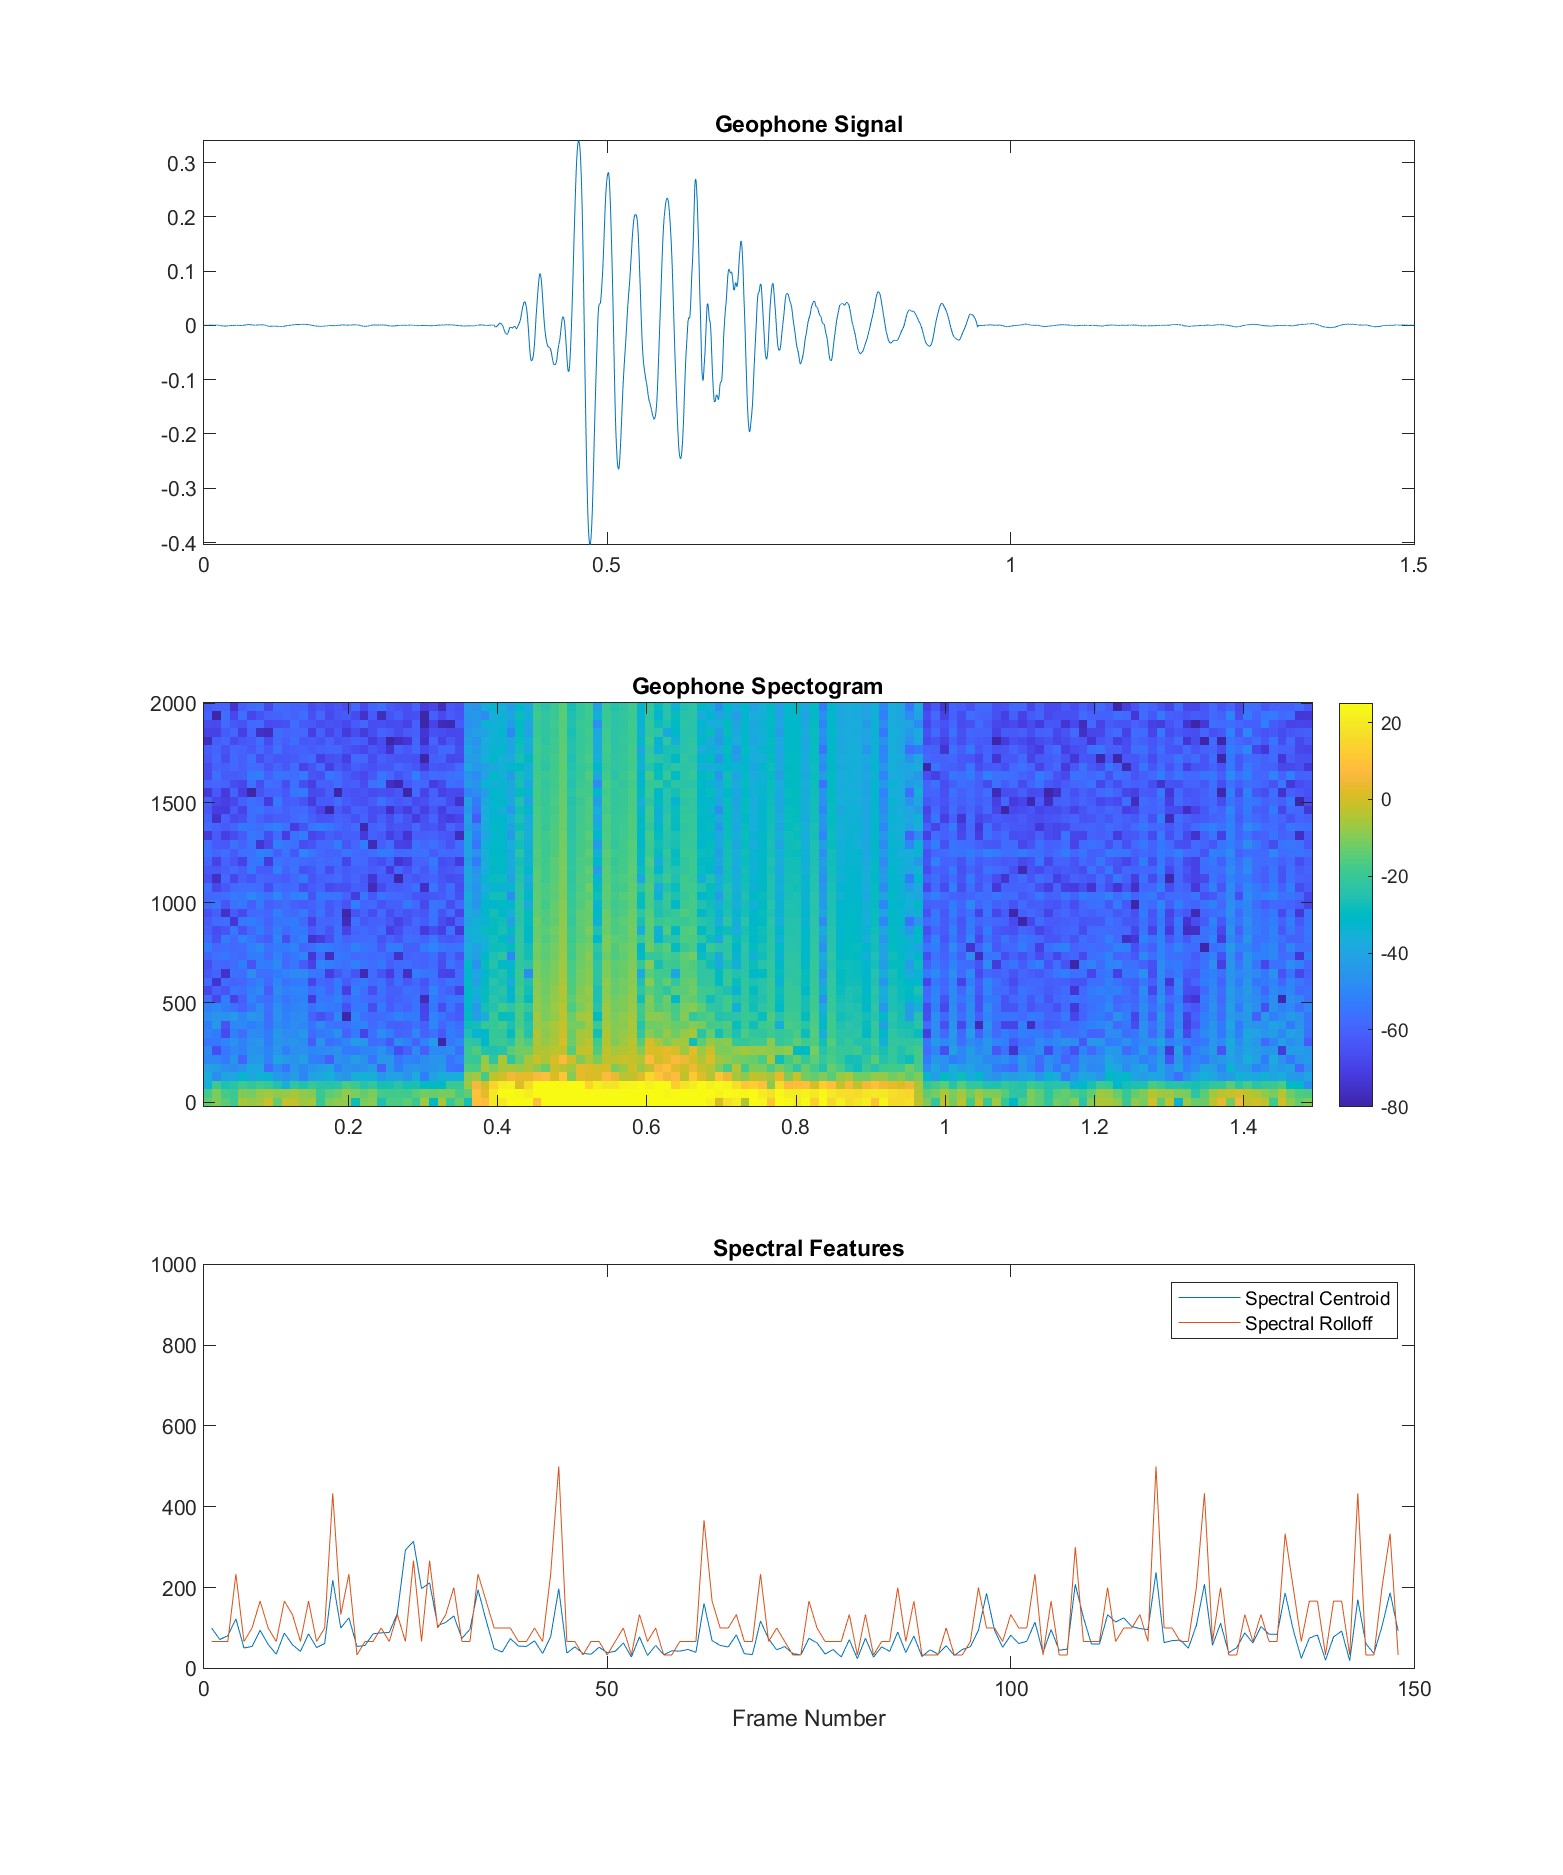 Geophone Signal
0.3
0.2
0.1
0
-0.1
-0.2
-0.3
-0.4
0 0.5 1 1.5
Geophone Spectogram
2000
1500
1000
500
0
20
0
-20
-40
-60
-80
0.2 0.4 0.6 0.8 1 1.2 1.4
Spectral Features
1000
800
600
400
200
0
Spectral Centroid
Spectral Rolloff
0 50 100 150
Frame Number